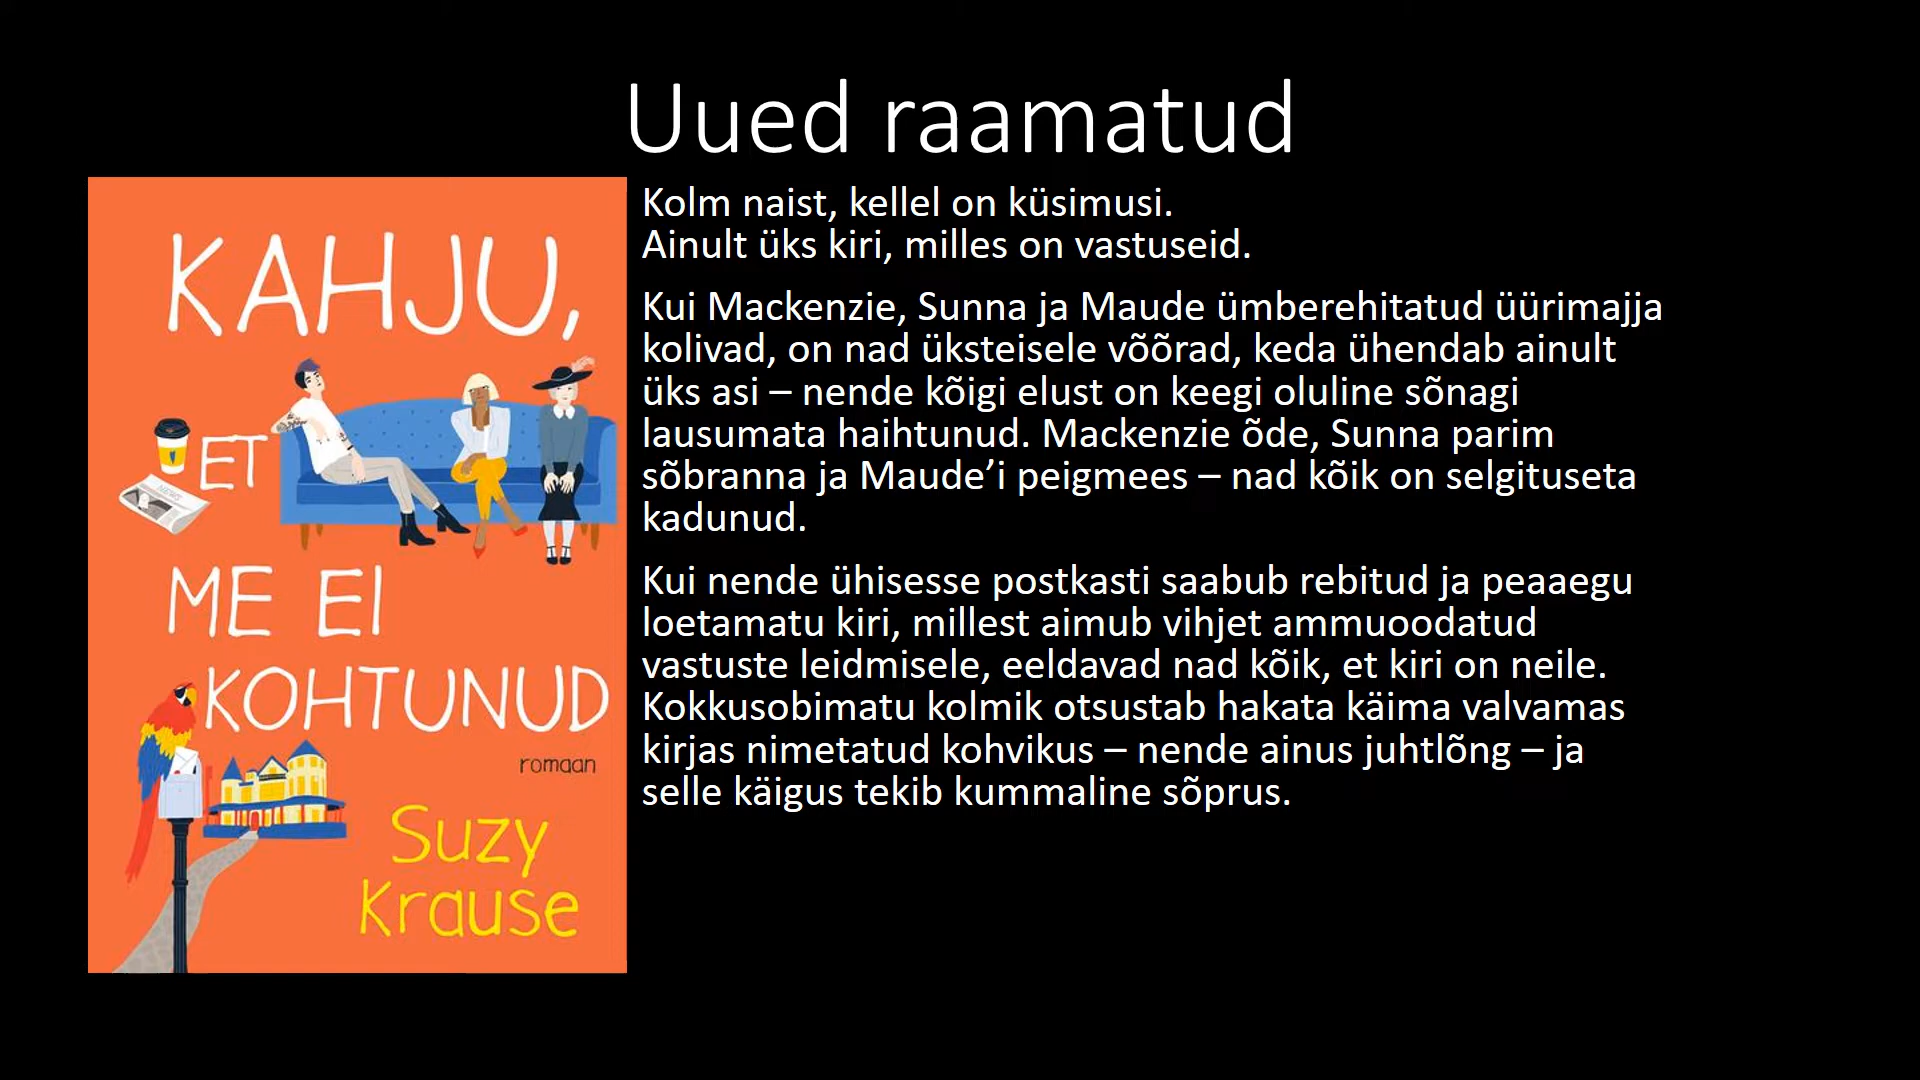 Uued raamatud
KAHJU,
ET
NEWS
ME EI
KOHTUNUD
romaan
Suzy
Krause
Kolm naist, kellel on küsimusi.
Ainult üks kiri, milles on vastuseid.
Kui Mackenzie, Sunna ja Maude ümberehitatud üürimajja
kolivad, on nad üksteisele võõrad, keda ühendab ainult
üks asi – nende kõigi elust on keegi oluline sõnagi
lausumata haihtunud. Mackenzie õde, Sunna parim
sõbranna ja Maude’i peigmees – nad kõik on selgituseta
kadunud.
Kui nende ühisesse postkasti saabub rebitud ja peaaegu
loetamatu kiri, millest aimub vihjet ammuoodatud
vastuste leidmisele, eeldavad nad kõik, et kiri on neile.
Kokkusobimatu kolmik otsustab hakata käima valvamas
kirjas nimetatud kohvikus – nende ainus juhtlõng – ja
selle käigus tekib kummaline sõprus.